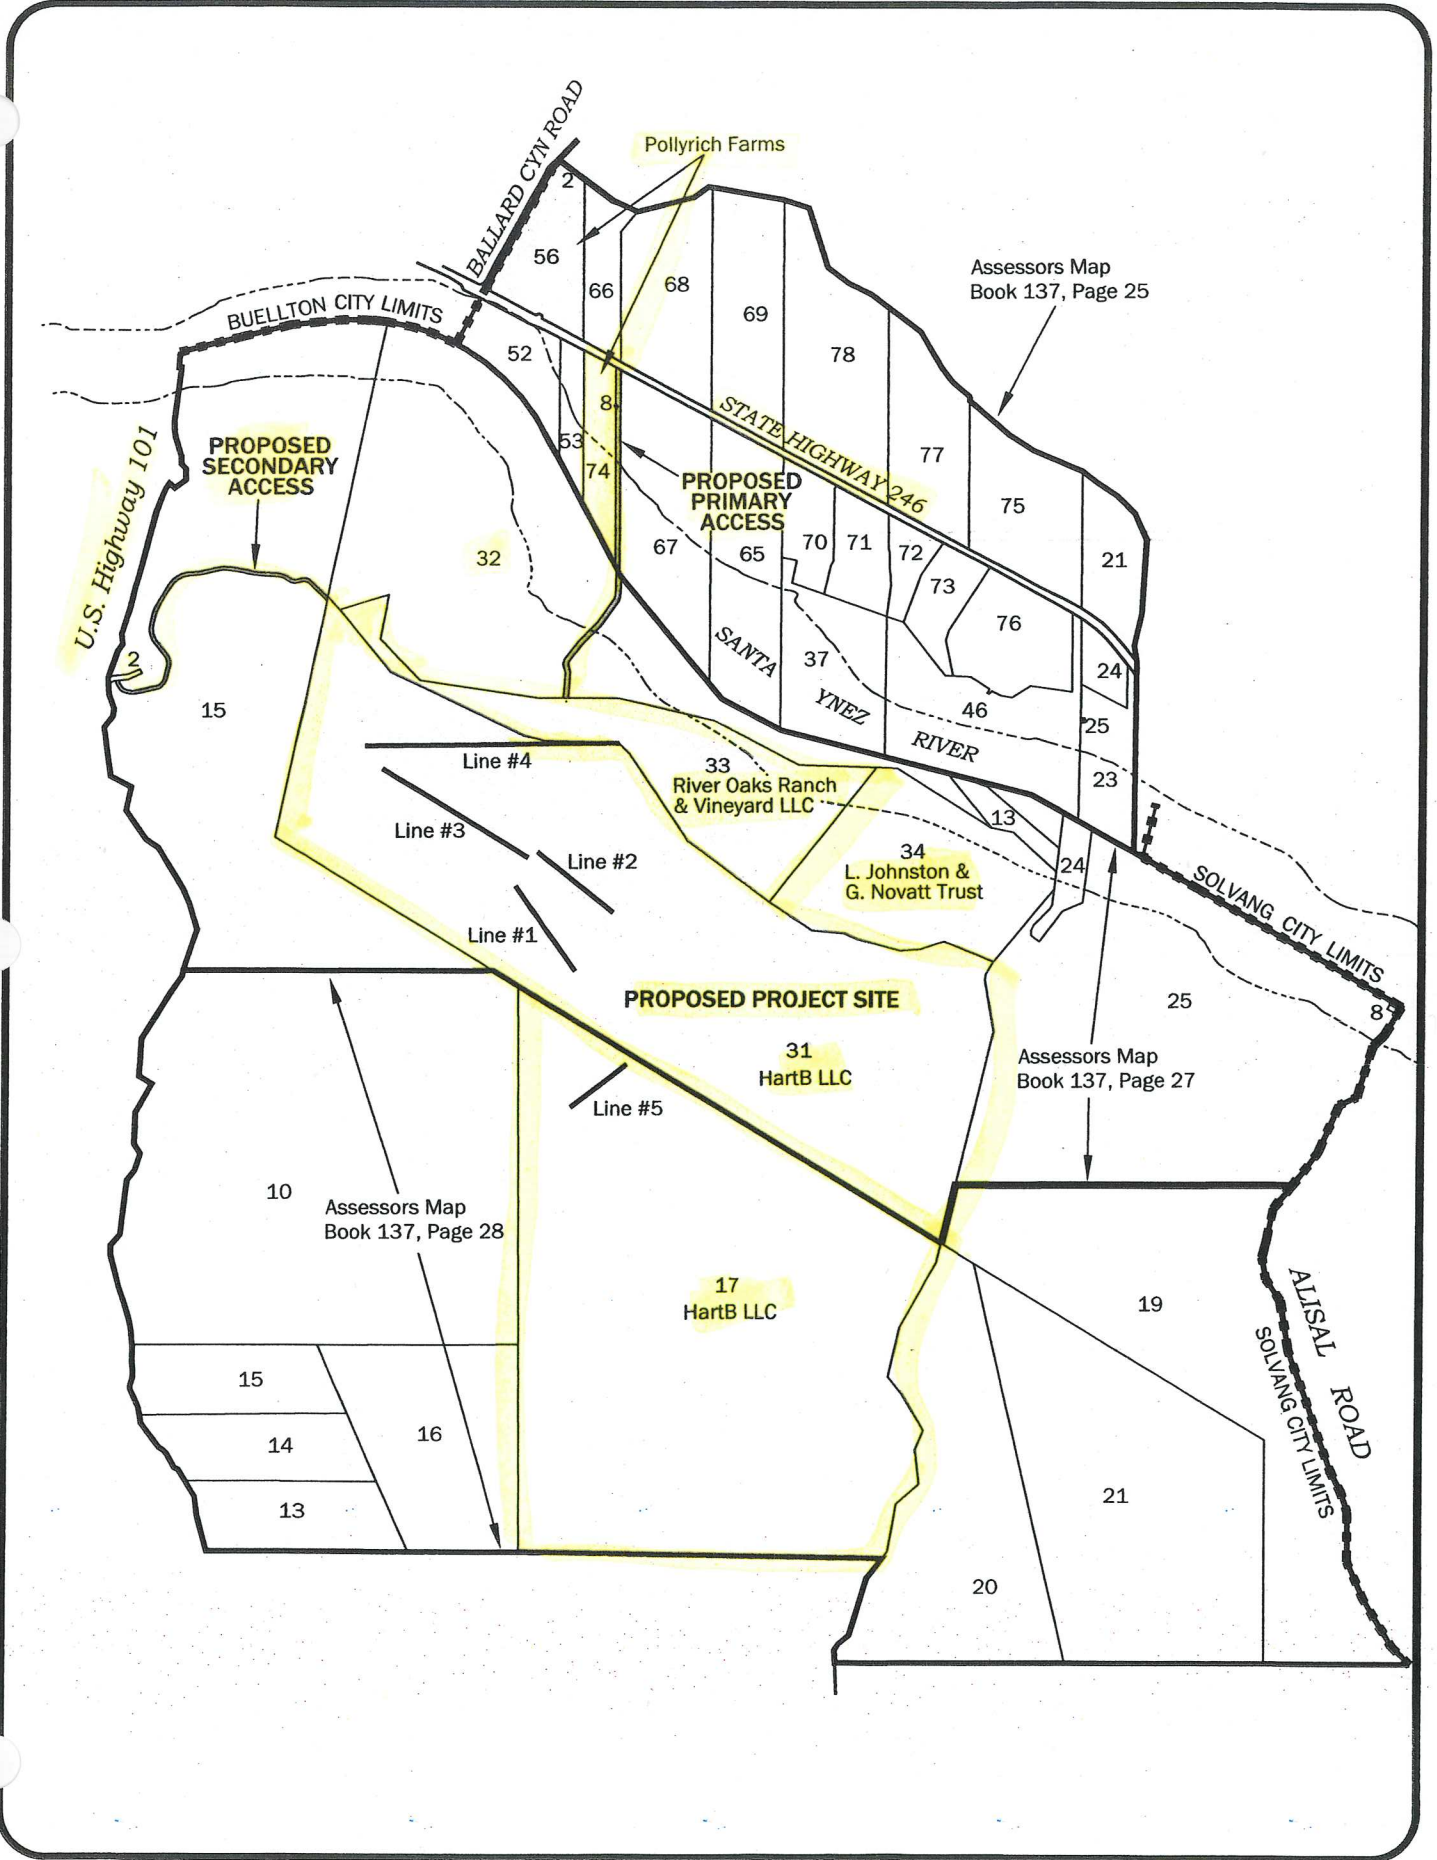 BALLARD CYN ROAD
Pollyrich Farms
2
56
66
68
69
78
Assessors Map
Book 137, Page 25
BUELLTON CITY LIMITS
52
8
53
74
STATE HIGHWAY 246
77
75
21
U.S. Highway 101
PROPOSED
SECONDARY
ACCESS
PROPOSED
PRIMARY
ACCESS
32
67
65
70
71
72
73
76
24
2
15
SANTA
YNEZ
RIVER
37
46
25
23
Line #4
33
River Oaks Ranch
& Vineyard LLC
Line #3
Line #2
Line #1
13
34
L. Johnston &
G. Novatt Trust
24
SOLVANG CITY LIMITS
PROPOSED PROJECT SITE
25
8
31
HartB LLC
Assessors Map
Book 137, Page 27
Line #5
10
Assessors Map
Book 137, Page 28
17
HartB LLC
19
ALISAL ROAD
SOLVANG CITY LIMITS
15
14
16
13
21
20